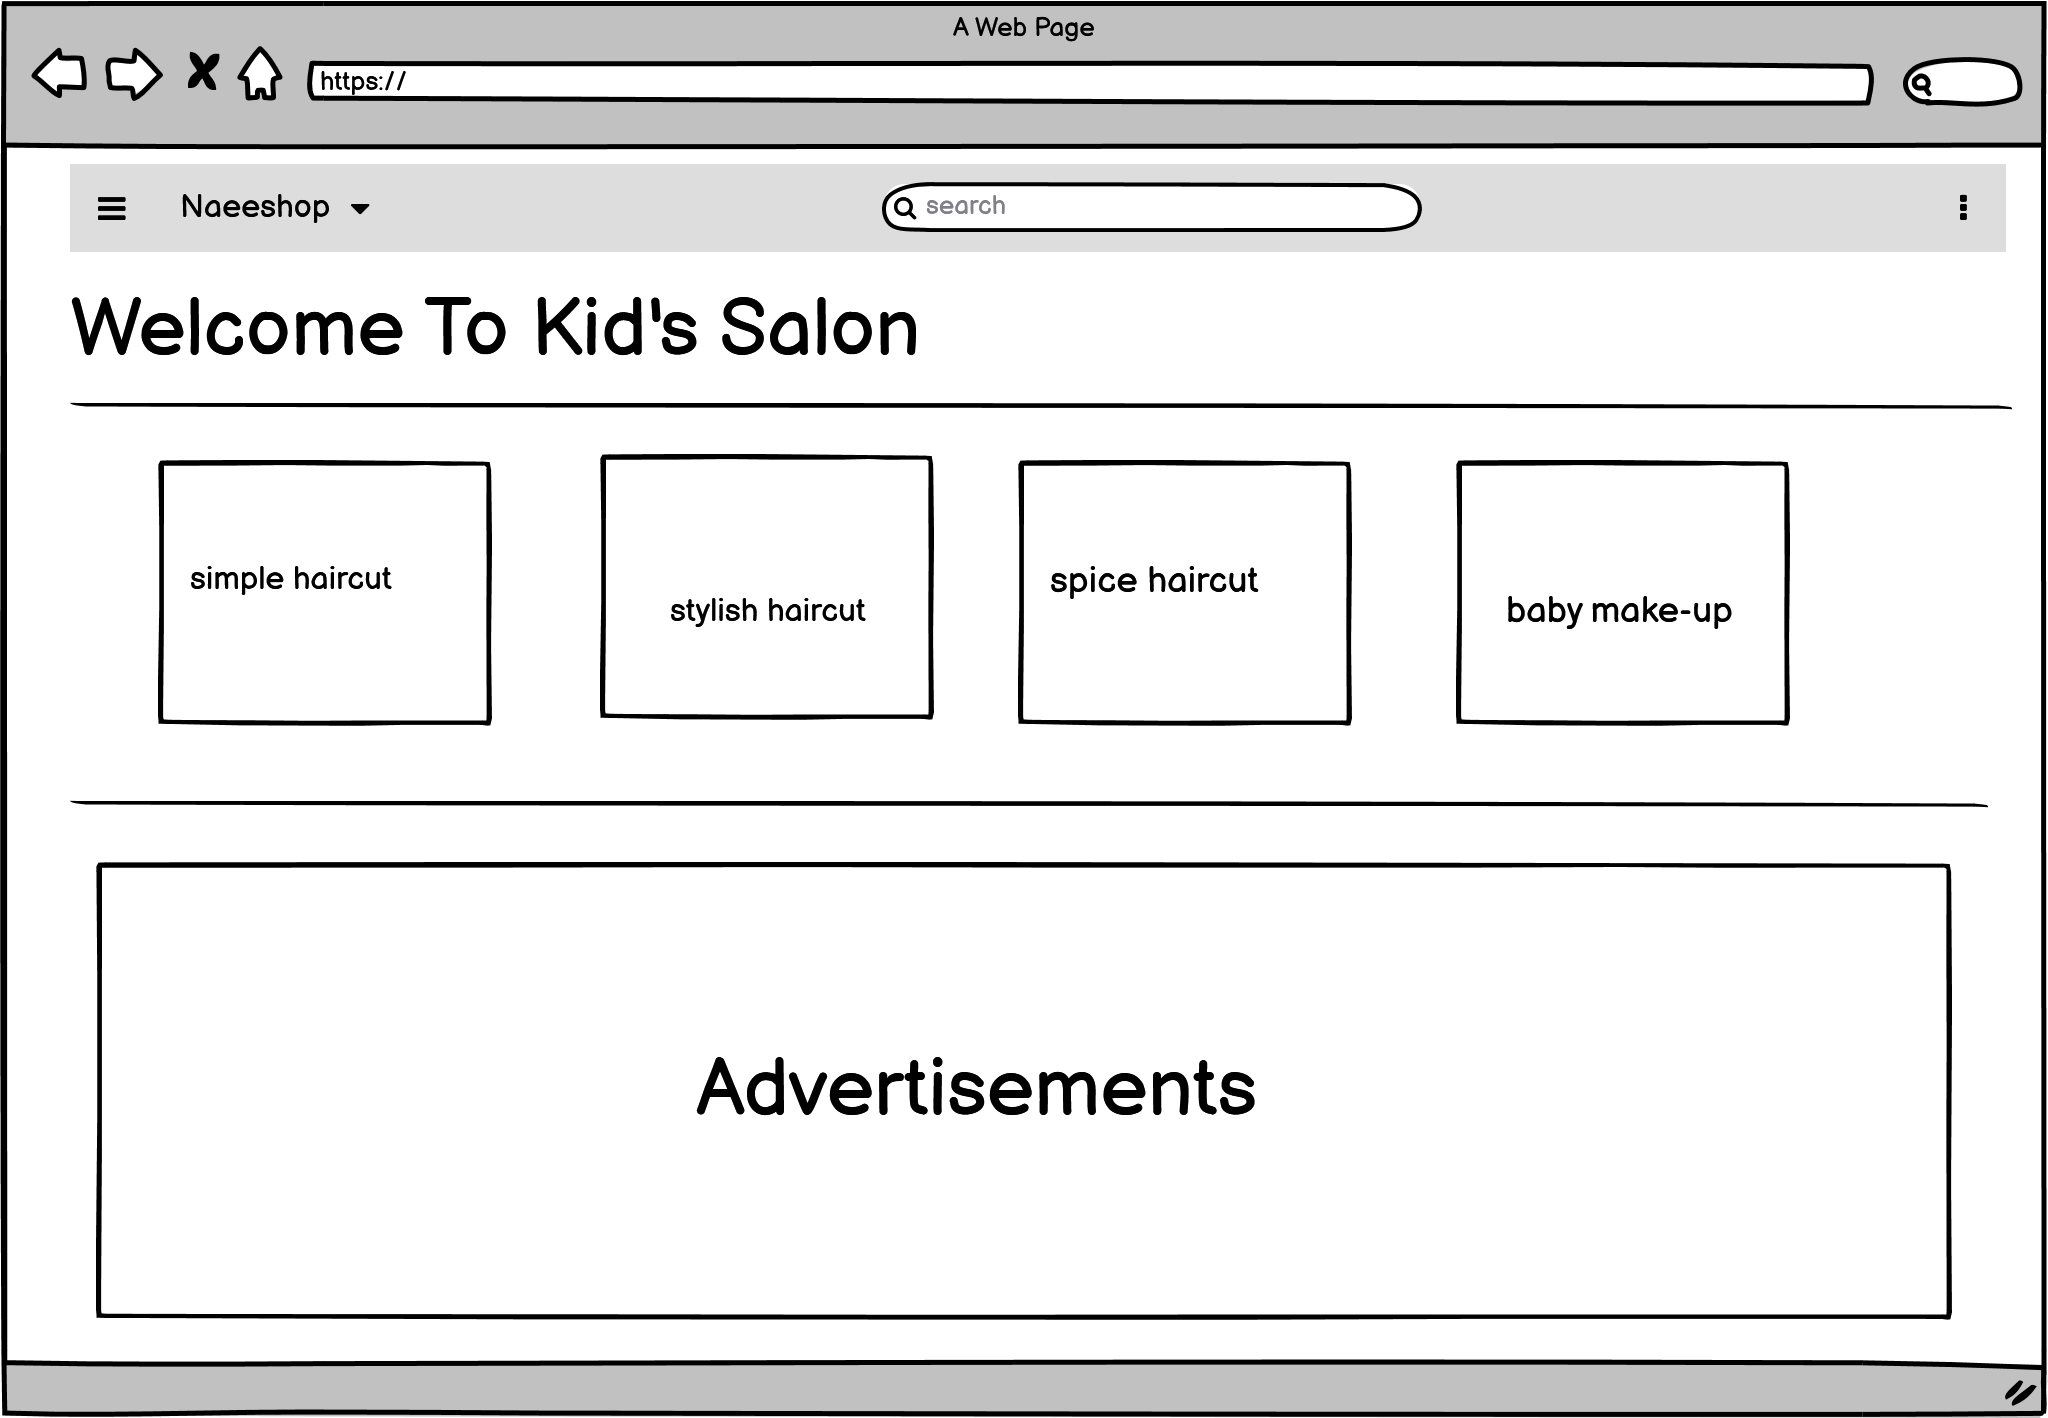 A Web Page
https://
Naeeshop
search
Welcome To Kid's Salon
simple haircut
stylish haircut
spice haircut
baby make-up
Advertisements